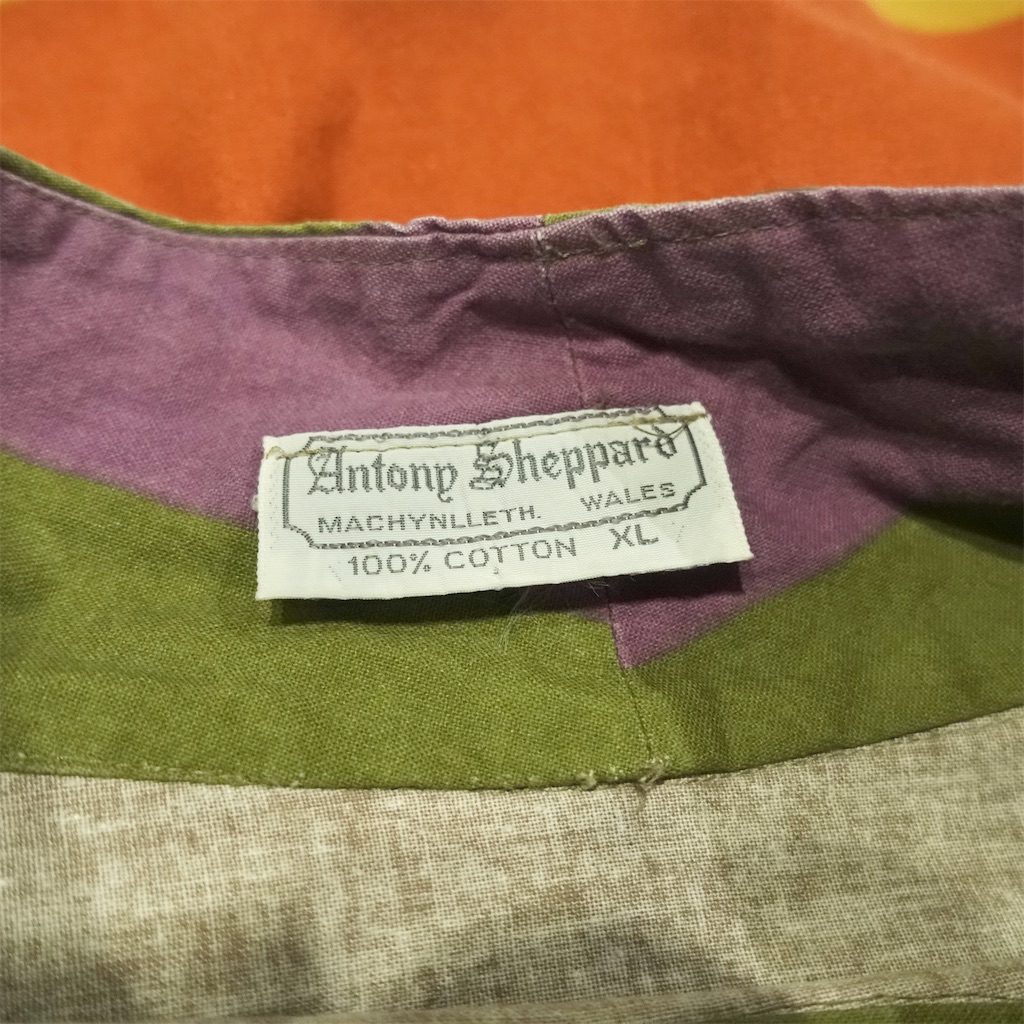 Antony Sheppard
MACHYNLLETH. WALES
100% COTTON XL